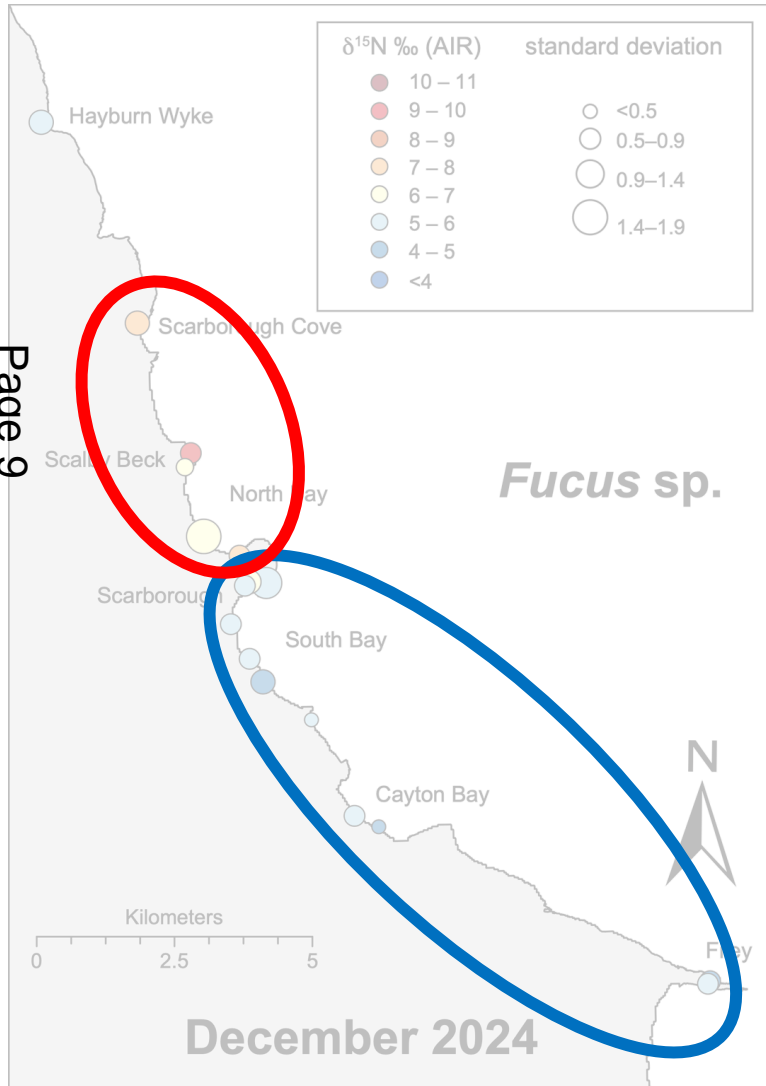 δ¹⁵N ‰ (AIR)
standard deviation
10 – 11
9 – 10
8 – 9
7 – 8
6 – 7
5 – 6
4 – 5
<4
<0.5
0.5–0.9
0.9–1.4
1.4–1.9
Hayburn Wyke
Scarborough Cove
Page 9
Scalby Beck
North Bay
Fucus sp.
Scarborough
South Bay
N
Cayton Bay
Kilometers
0 2.5 5
Filey
December 2024